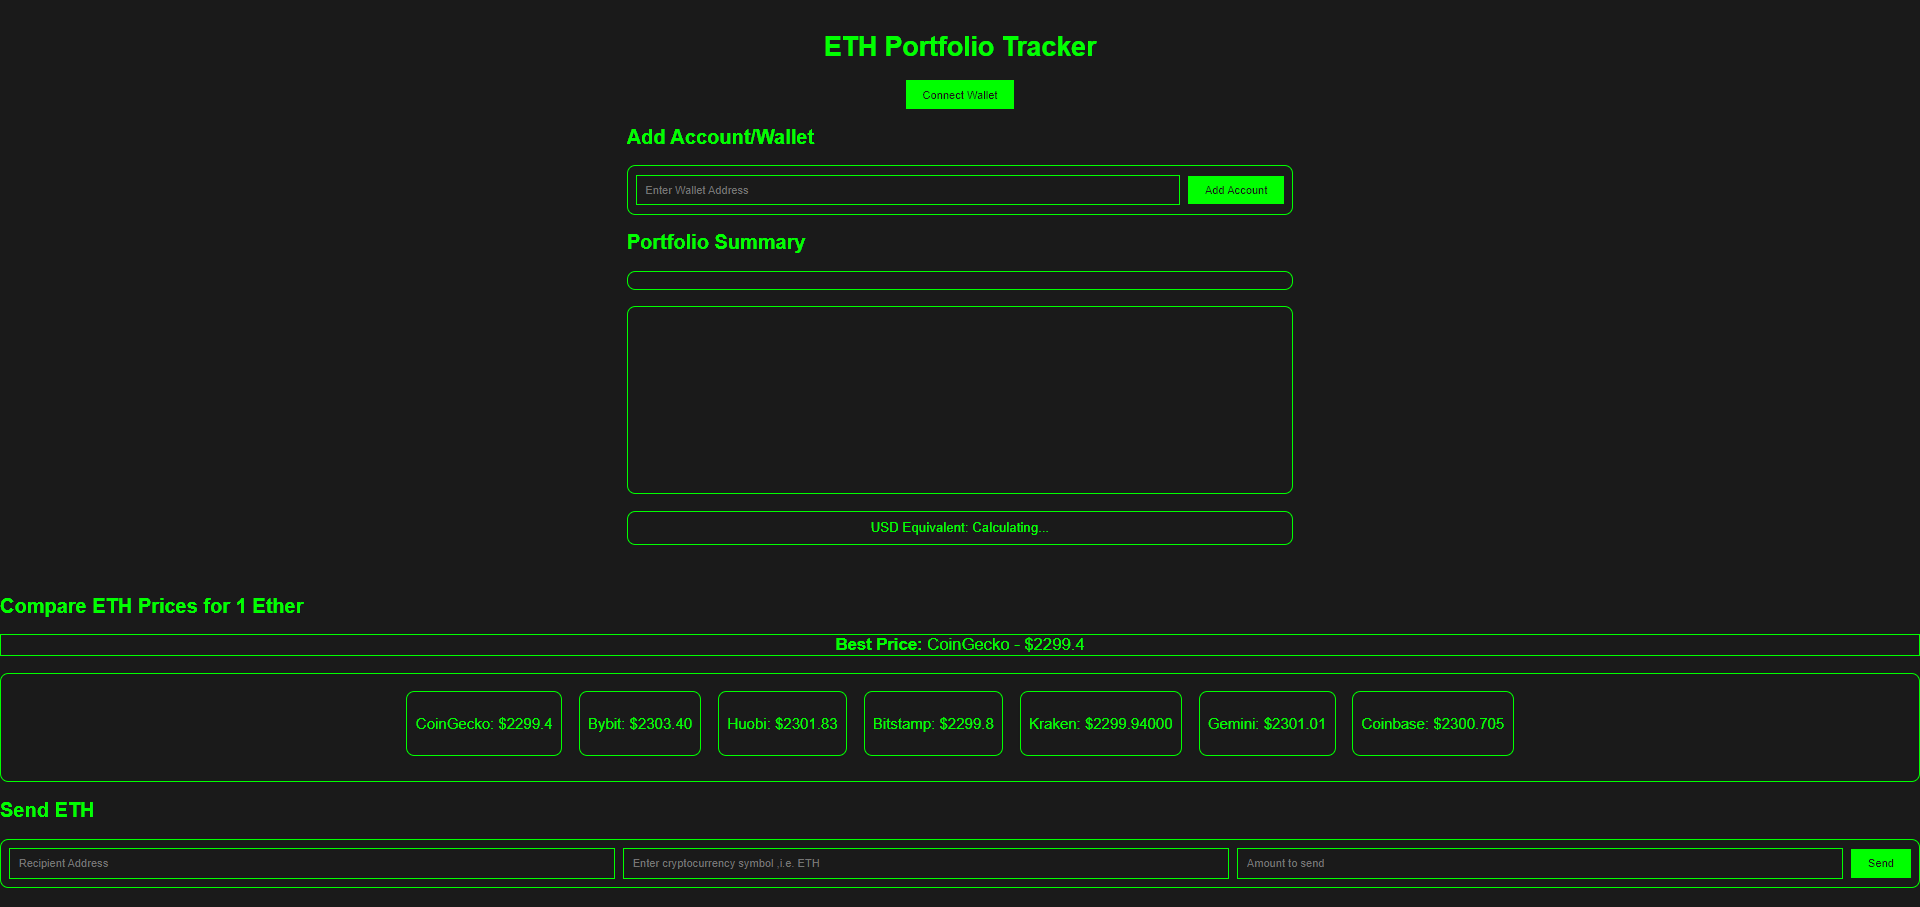 ETH Portfolio Tracker
Connect Wallet
Add Account/Wallet
Enter Wallet Address Add Account
Portfolio Summary
USD Equivalent: Calculating...
Compare ETH Prices for 1 Ether
Best Price: CoinGecko - $2299.4
CoinGecko: $2299.4 Bybit: $2303.40 Huobi: $2301.83 Bitstamp: $2299.8 Kraken: $2299.94000 Gemini: $2301.01 Coinbase: $2300.705
Send ETH
Recipient Address Enter cryptocurrency symbol ,i.e. ETH Amount to send Send